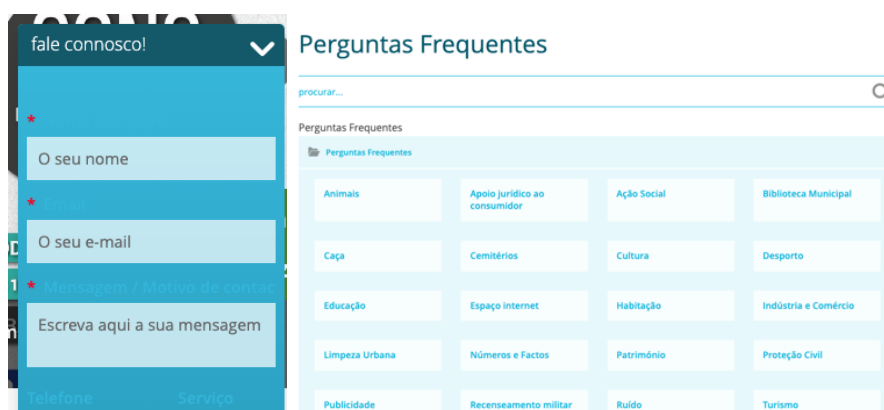 fale connosco!
*
O seu nome
* Email
O seu e-mail
* Mensagem / Motivo de contac
Escreva aqui a sua mensagem
Telefone Serviço
Perguntas Frequentes
procurar...
Perguntas Frequentes
Perguntas Frequentes
Animais
Apoio jurídico ao
consumidor
Ação Social
Biblioteca Municipal
Caça
Cemitérios
Cultura
Desporto
Educação
Espaço internet
Habitação
Indústria e Comércio
Limpeza Urbana
Números e Factos
Património
Proteção Civil
Publicidade
Recenseamento militar
Ruído
Turismo